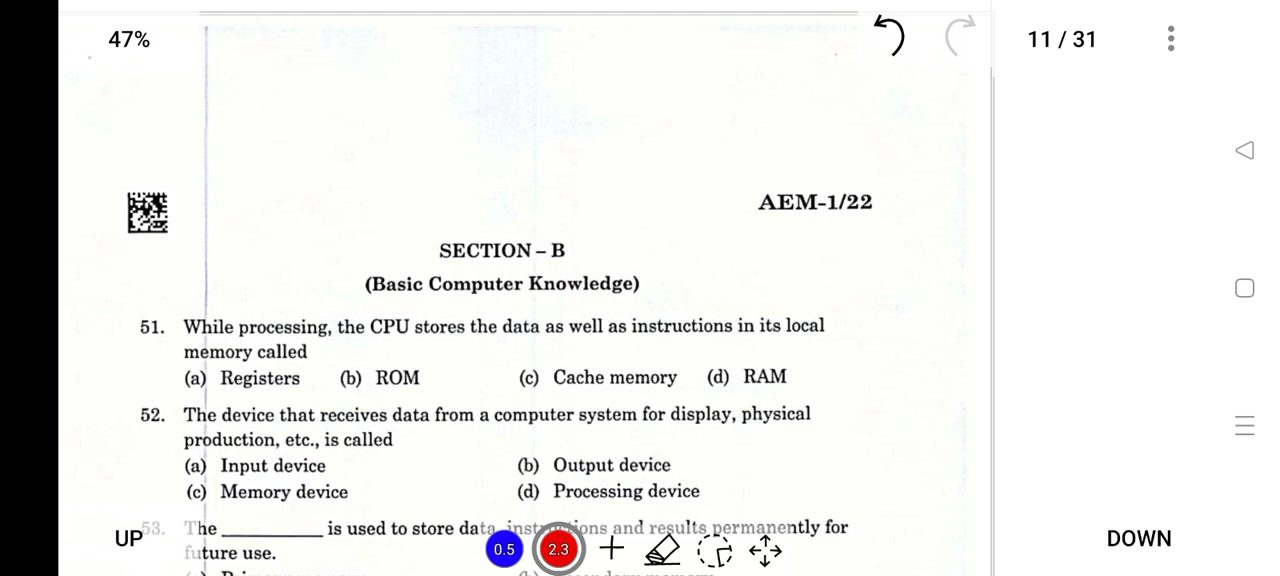 47%
11 / 31
AEM-1/22
SECTION – B
(Basic Computer Knowledge)
51. While processing, the CPU stores the data as well as instructions in its local
memory called
(a) Registers (b) ROM (c) Cache memory (d) RAM
52. The device that receives data from a computer system for display, physical
production, etc., is called
(a) Input device (b) Output device
(c) Memory device (d) Processing device
53. The __________ is used to store data, instructions and results permanently for
future use.
UP
0.5
2.3
DOWN